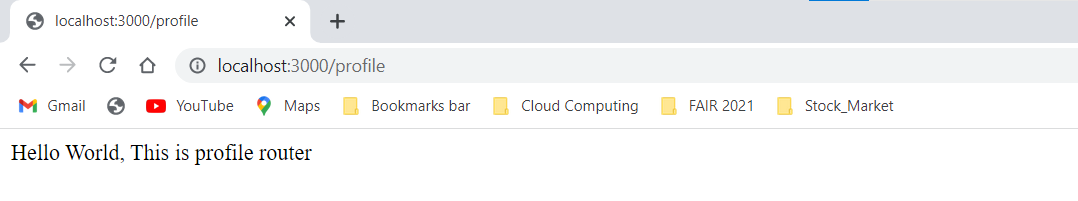 localhost:3000/profile
localhost:3000/profile
Gmail YouTube Maps Bookmarks bar Cloud Computing FAIR 2021 Stock_Market
Hello World, This is profile router